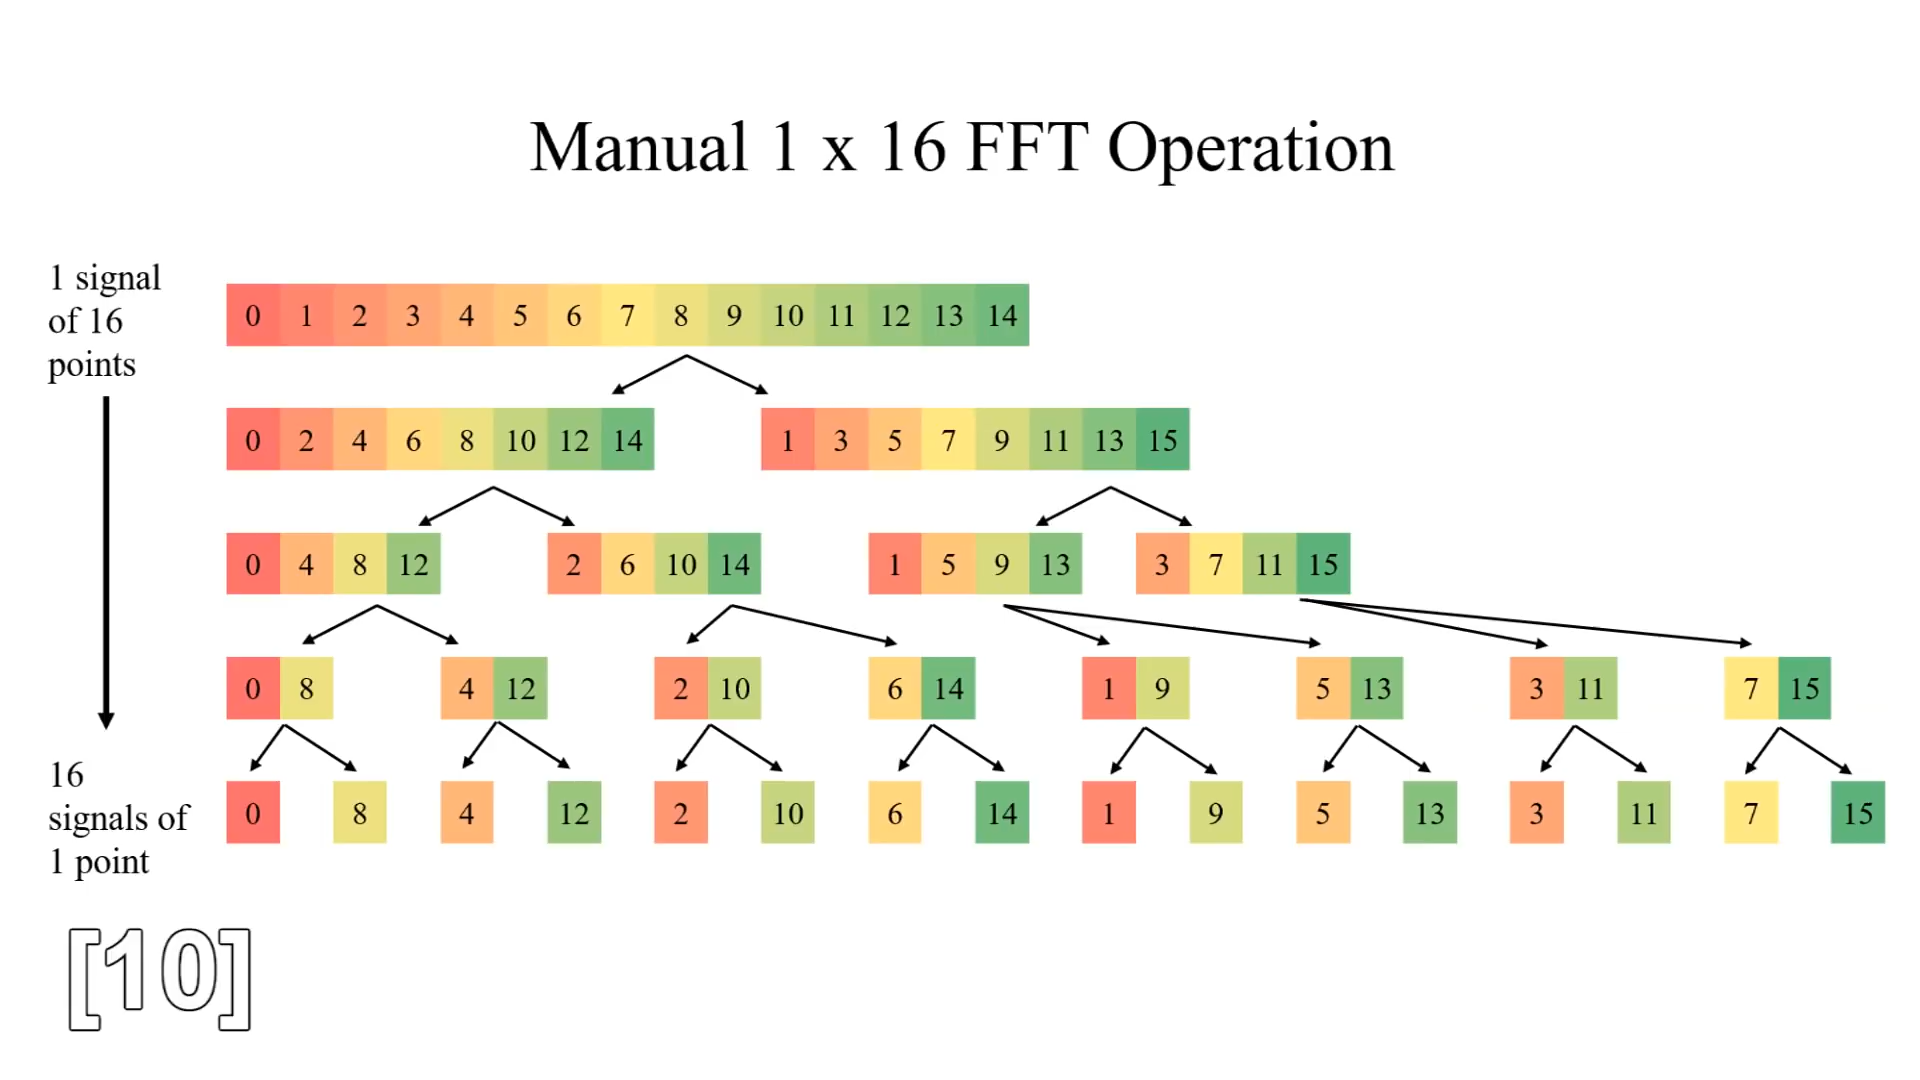 Manual 1 x 16 FFT Operation
1 signal
of 16
points
0 1 2 3 4 5 6 7 8 9 10 11 12 13 14
0 2 4 6 8 10 12 14 1 3 5 7 9 11 13 15
0 4 8 12 2 6 10 14 1 5 9 13 3 7 11 15
0 8 4 12 2 10 6 14 1 9 5 13 3 11 7 15
16
signals of
1 point
0 8 4 12 2 10 6 14 1 9 5 13 3 11 7 15
[10]